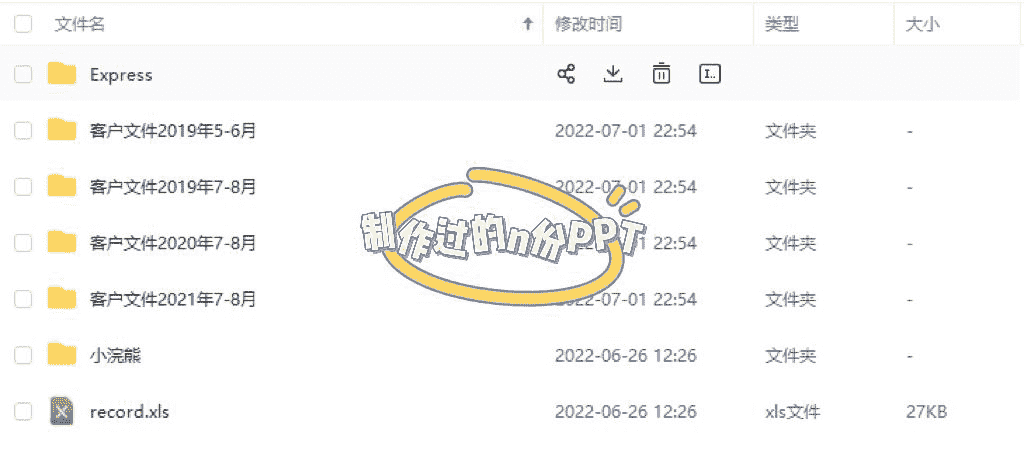 文件名 修改时间 类型 大小
Express
客户文件2019年5-6月 2022-07-01 22:54 文件夹 -
客户文件2019年7-8月 2022-07-01 22:54 文件夹 -
制作过的n份PPT
客户文件2020年7-8月 22:54 文件夹 -
客户文件2021年7-8月 2022-07-01 22:54 文件夹 -
小浣熊 2022-06-26 12:26 文件夹 -
record.xls 2022-06-26 12:26 xls文件 27KB